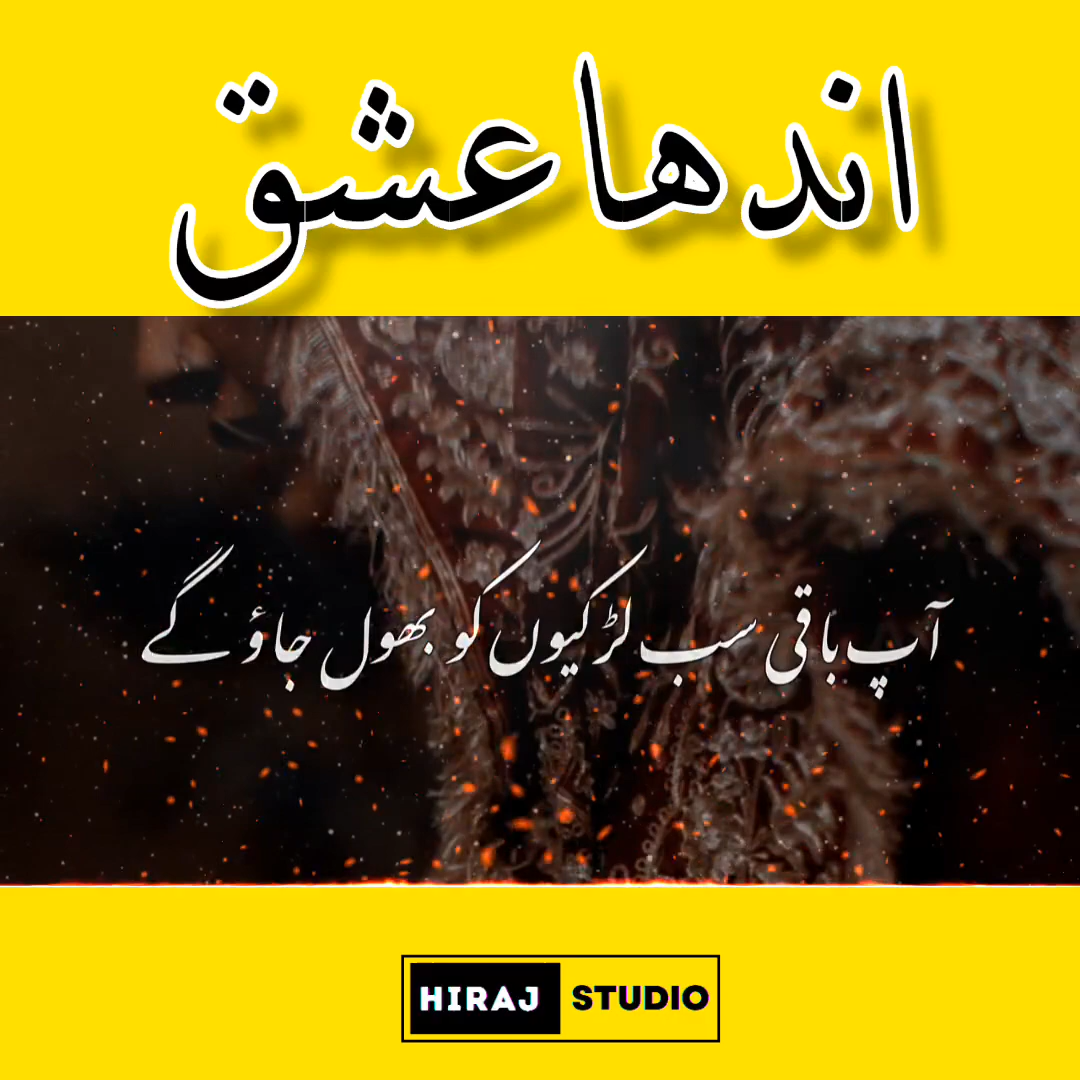 اندھا عشق
آپ باقی سب لڑکیوں کو بھول جاؤ گے
HIRAJ STUDIO